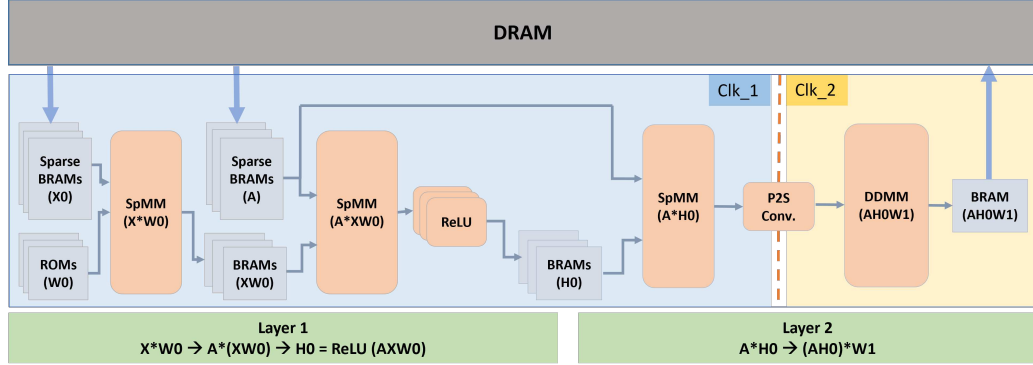 DRAM
Clk_1
Clk_2
Sparse
BRAMs
(X0)
SpMM
(X*W0)
ROMs
(W0)
Sparse
BRAMs
(A)
BRAMs
(XW0)
SpMM
(A*XW0)
ReLU
BRAMs
(H0)
SpMM
(A*H0)
P2S
Conv.
DDMM
(AH0W1)
BRAM
(AH0W1)
Layer 1
X*W0 → A*(XW0) → H0 = ReLU (AXW0)
Layer 2
A*H0 → (AH0)*W1